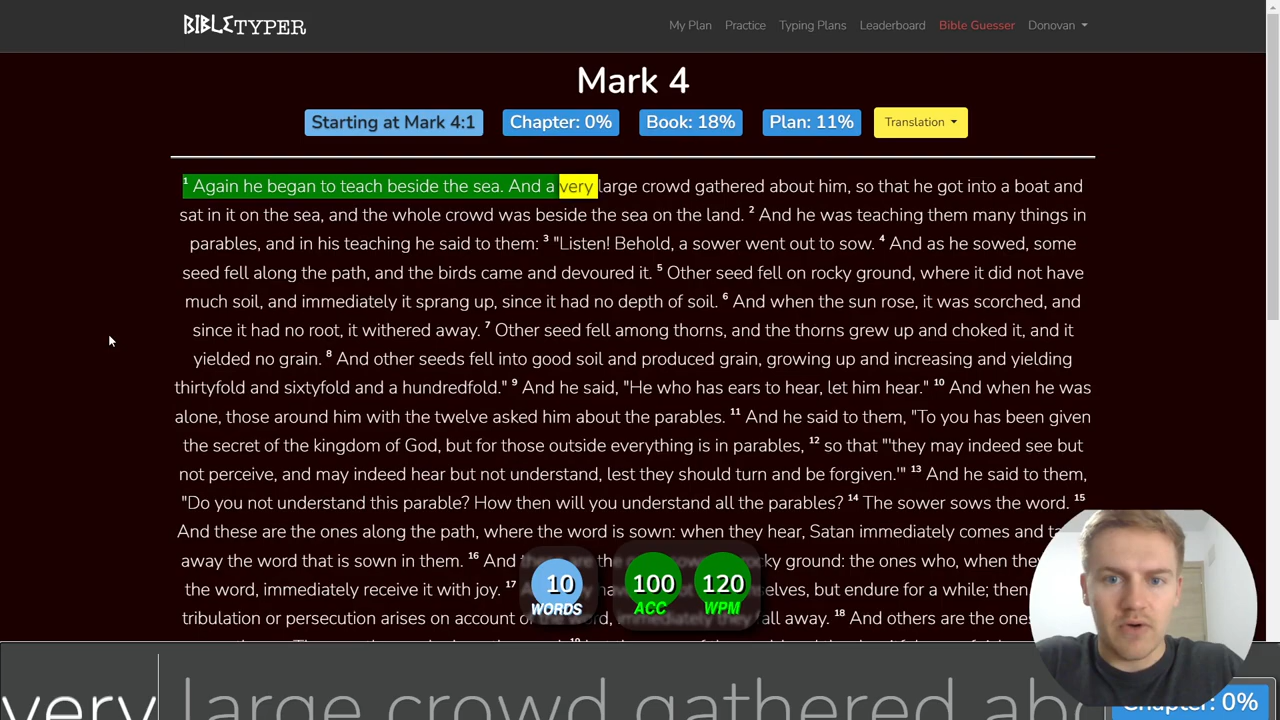 BIBLETYPER
My Plan Practice Typing Plans Leaderboard Bible Guesser Donovan
Mark 4
Starting at Mark 4:1 Chapter: 0% Book: 18% Plan: 11% Translation
1 Again he began to teach beside the sea. And a very large crowd gathered about him, so that he got into a boat and
sat in it on the sea, and the whole crowd was beside the sea on the land. 2 And he was teaching them many things in
parables, and in his teaching he said to them: 3 "Listen! Behold, a sower went out to sow. 4 And as he sowed, some
seed fell along the path, and the birds came and devoured it. 5 Other seed fell on rocky ground, where it did not have
much soil, and immediately it sprang up, since it had no depth of soil. 6 And when the sun rose, it was scorched, and
since it had no root, it withered away. 7 Other seed fell among thorns, and the thorns grew up and choked it, and it
yielded no grain. 8 And other seeds fell into good soil and produced grain, growing up and increasing and yielding
thirtyfold and sixtyfold and a hundredfold." 9 And he said, "He who has ears to hear, let him hear." 10 And when he was
alone, those around him with the twelve asked him about the parables. 11 And he said to them, "To you has been given
the secret of the kingdom of God, but for those outside everything is in parables, 12 so that "'they may indeed see but
not perceive, and may indeed hear but not understand, lest they should turn and be forgiven.'" 13 And he said to them,
"Do you not understand this parable? How then will you understand all the parables? 14 The sower sows the word. 15
And these are the ones along the path, where the word is sown: when they hear, Satan immediately comes and
away the word that is sown in them. 16 And the rocky ground: the ones who, when
the word, immediately receive it with joy. 17 but endure for a while; then
tribulation or persecution arises on account of the word, immediately they fall away. 18 And others are the
10 WORDS
100 ACC
120 WPM
very large crowd gathered
Chapter: 0%